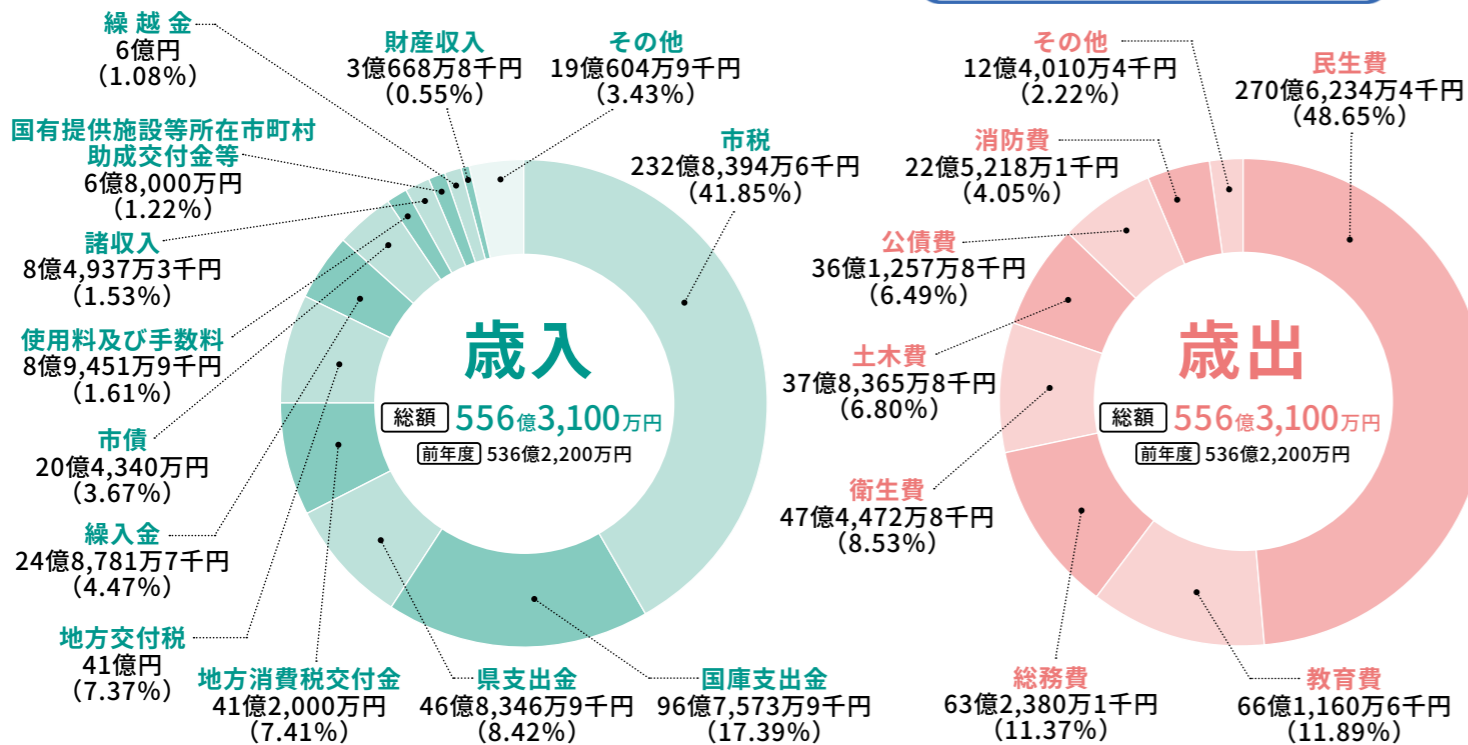 繰越金
6億円
（1.08%）
財産収入
3億668万8千円
（0.55%）
その他
19億604万9千円
（3.43%）
国有提供施設等所在市町村
助成交付金等
6億8,000万円
（1.22%）
市税
232億8,394万6千円
（41.85%）
諸収入
8億4,937万3千円
（1.53%）
使用料及び手数料
8億9,451万9千円
（1.61%）
市債
20億4,340万円
（3.67%）
繰入金
24億8,781万7千円
（4.47%）
地方交付税
41億円
（7.37%）
地方消費税交付金
41億2,000万円
（7.41%）
県支出金
46億8,346万9千円
（8.42%）
国庫支出金
96億7,573万9千円
（17.39%）
歳入
総額 556億3,100万円
前年度 536億2,200万円
その他
12億4,010万4千円
（2.22%）
民生費
270億6,234万4千円
（48.65%）
消防費
22億5,218万1千円
（4.05%）
公債費
36億1,257万8千円
（6.49%）
土木費
37億8,365万8千円
（6.80%）
衛生費
47億4,472万8千円
（8.53%）
総務費
63億2,380万1千円
（11.37%）
教育費
66億1,160万6千円
（11.89%）
歳出
総額 556億3,100万円
前年度 536億2,200万円